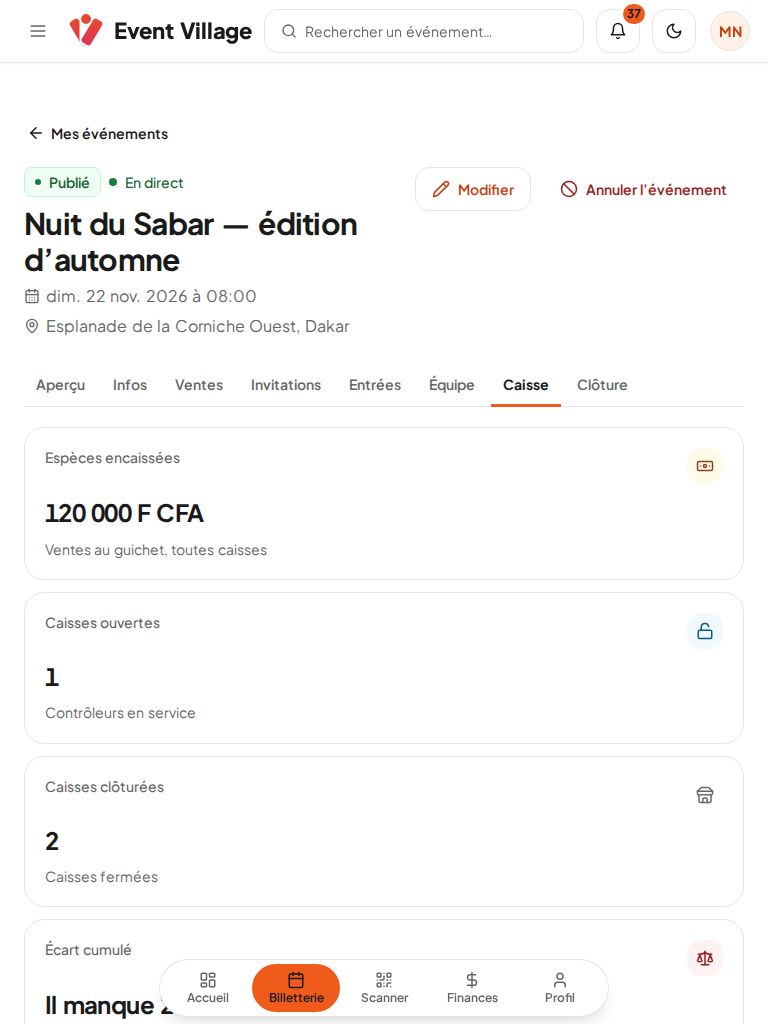 Event Village
Rechercher un événement…
37
MN
Mes événements
Publié
En direct
Modifier
Annuler l’événement
Nuit du Sabar — édition
d’automne
dim. 22 nov. 2026 à 08:00
Esplanade de la Corniche Ouest, Dakar
Aperçu
Infos
Ventes
Invitations
Entrées
Équipe
Caisse
Clôture
Espèces encaissées
120 000 F CFA
Ventes au guichet, toutes caisses
Caisses ouvertes
1
Contrôleurs en service
Caisses clôturées
2
Caisses fermées
Écart cumulé
Il manque
Accueil
Billetterie
Scanner
Finances
Profil